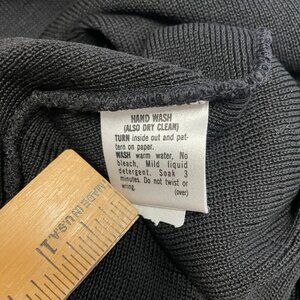 HAND WASH
(ALSO DRY CLEAN)
TURN inside out and pat-
tern on paper.
WASH warm water, No
bleach, Mild liquid
detergent. Soak 3
minutes. Do not twist or
wring.
(over)
MADE IN U.S.A.
1